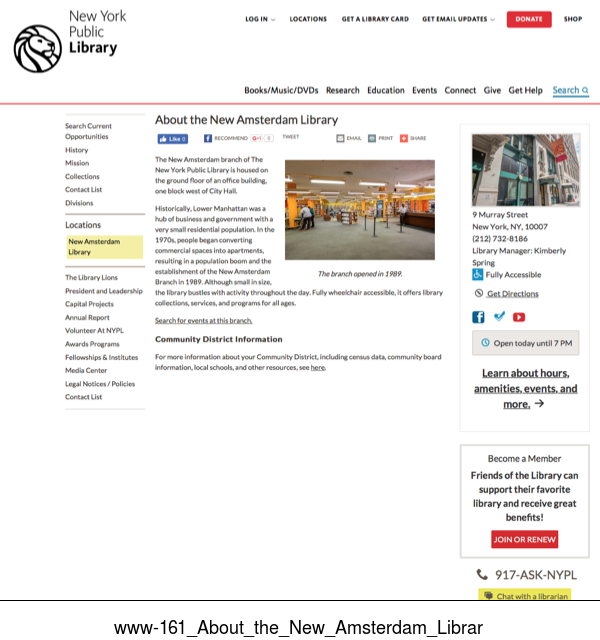 New York
Public
Library
LOG IN
LOCATIONS
GET A LIBRARY CARD
GET EMAIL UPDATES
DONATE
SHOP
Books/Music/DVDs Research Education Events Connect Give Get Help Search
Search Current
Opportunities
History
Mission
Collections
Contact List
Divisions
Locations
New Amsterdam
Library
The Library Lions
President and Leadership
Capital Projects
Annual Report
Volunteer At NYPL
Awards Programs
Fellowships & Institutes
Media Center
Legal Notices / Policies
Contact List
About the New Amsterdam Library
Like 0
RECOMMEND
TWEET
EMAIL
PRINT
SHARE
The New Amsterdam branch of The
New York Public Library is housed on
the ground floor of an office building,
one block west of City Hall.
Historically, Lower Manhattan was a
hub of business and government with a
very small residential population. In the
1970s, people began converting
commercial spaces into apartments,
resulting in a population boom and the
establishment of the New Amsterdam
Branch in 1989. Although small in size,
the library bustles with activity throughout the day. Fully wheelchair accessible, it offers library
collections, services, and programs for all ages.
The branch opened in 1989.
Search for events at this branch.
Community District Information
For more information about your Community District, including census data, community board
information, local schools, and other resources, see here.
9 Murray Street
New York, NY, 10007
(212) 732-8186
Library Manager: Kimberly
Spring
Fully Accessible
Get Directions
Open today until 7 PM
Learn about hours,
amenities, events, and
more. →
Become a Member
Friends of the Library can
support their favorite
library and receive great
benefits!
JOIN OR RENEW
917-ASK-NYPL
Chat with a librarian
www-161_About_the_New_Amsterdam_Librar